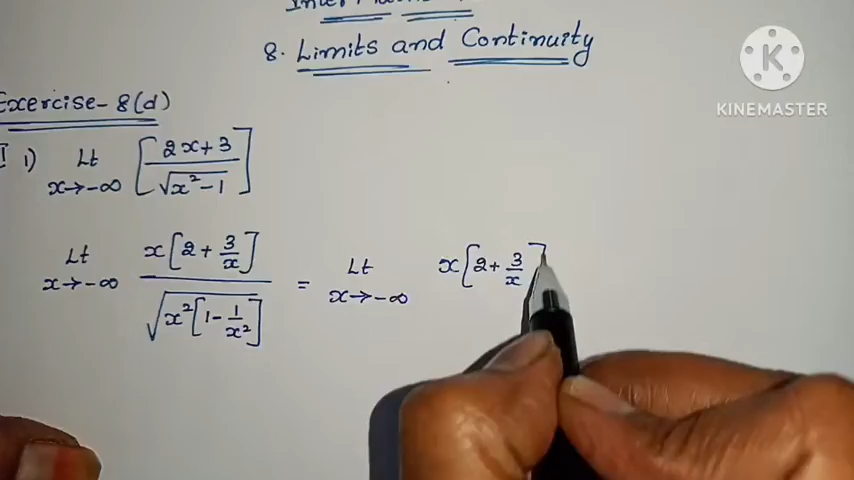 8. Limits and Continuity
KINEMASTER
Exercise-8(d)
I 1) Lt x→-∞ [2x+3 / √x²-1]
Lt x→-∞ x[2+3/x] / √x²[1-1/x²] = Lt x→-∞ x[2+3/x]